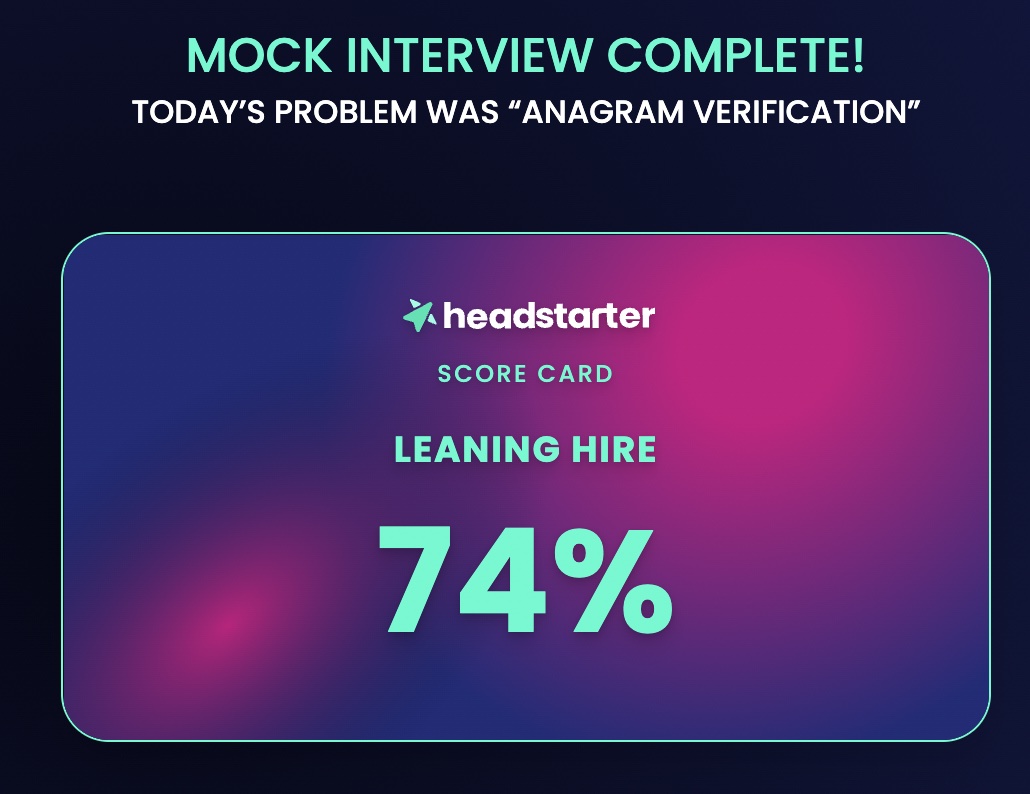 MOCK INTERVIEW COMPLETE!
TODAY’S PROBLEM WAS “ANAGRAM VERIFICATION”
headstarter
SCORE CARD
LEANING HIRE
74%